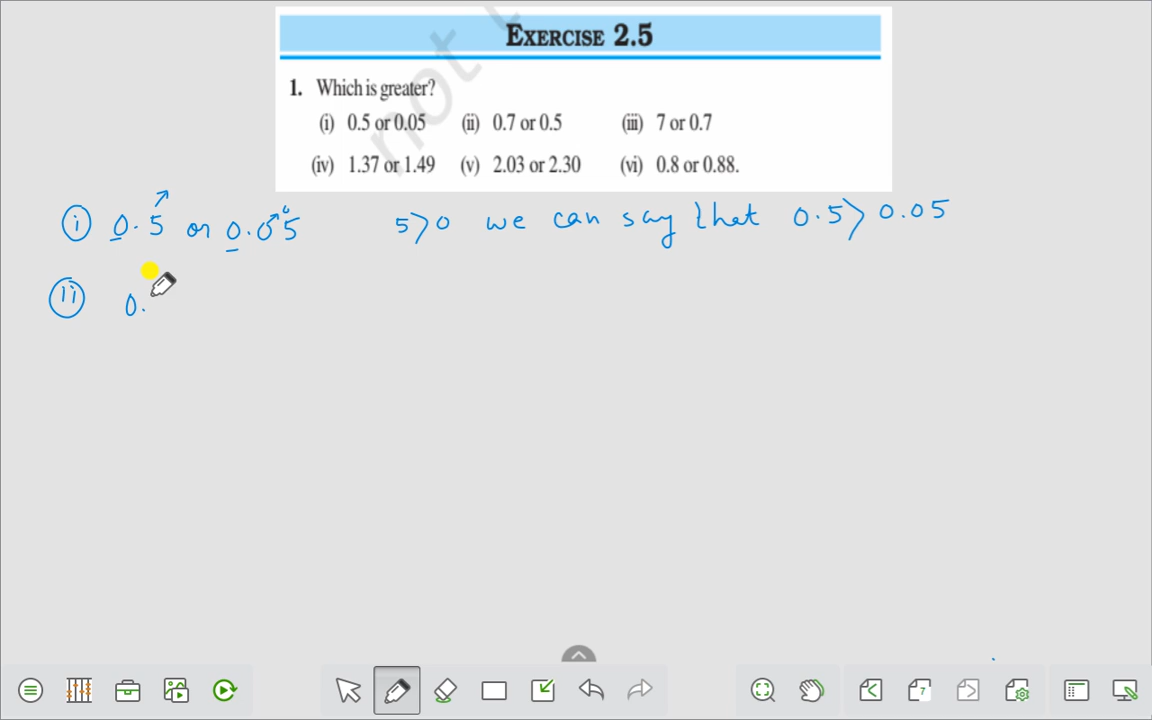 EXERCISE 2.5
1. Which is greater?
(i) 0.5 or 0.05 (ii) 0.7 or 0.5 (iii) 7 or 0.7
(iv) 1.37 or 1.49 (v) 2.03 or 2.30 (vi) 0.8 or 0.88.
(i) 0.5 or 0.05 5>0 we can say that 0.5>0.05
(ii) 0.
not
7